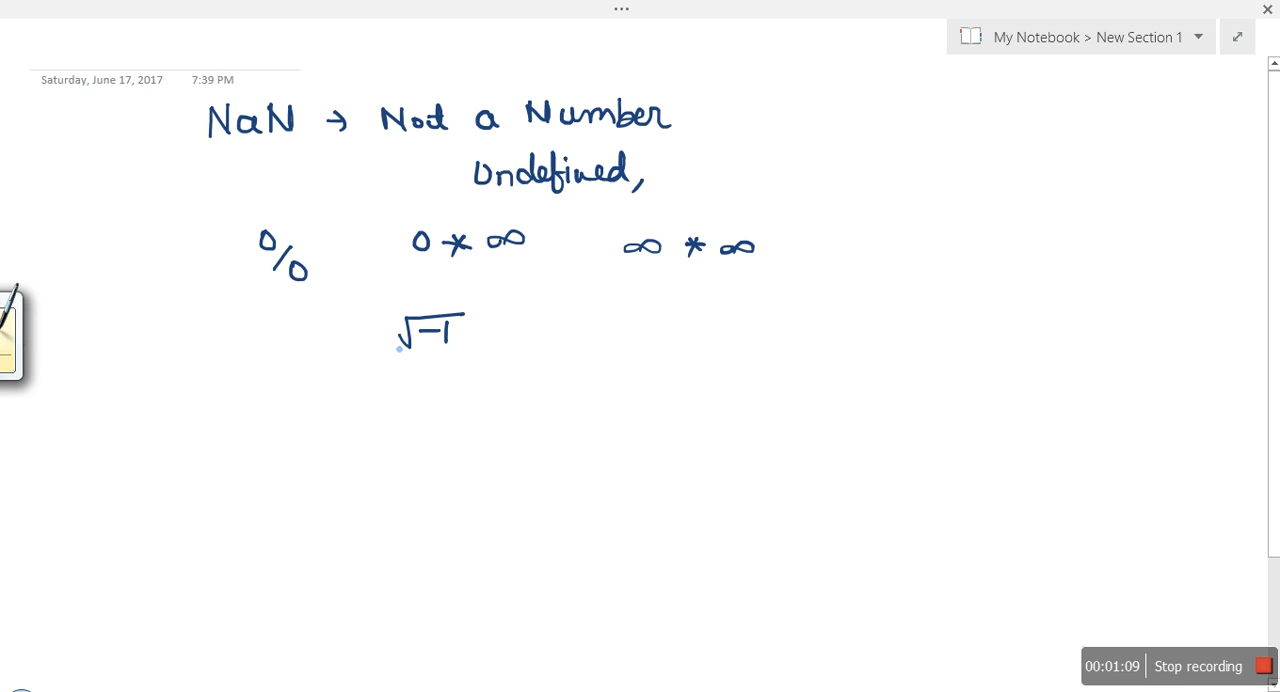 ...
My Notebook > New Section 1
Saturday, June 17, 2017 7:39 PM
NaN → Not a Number
Undefined,
0/0 0 * ∞ ∞ * ∞
√-1
00:01:09 Stop recording